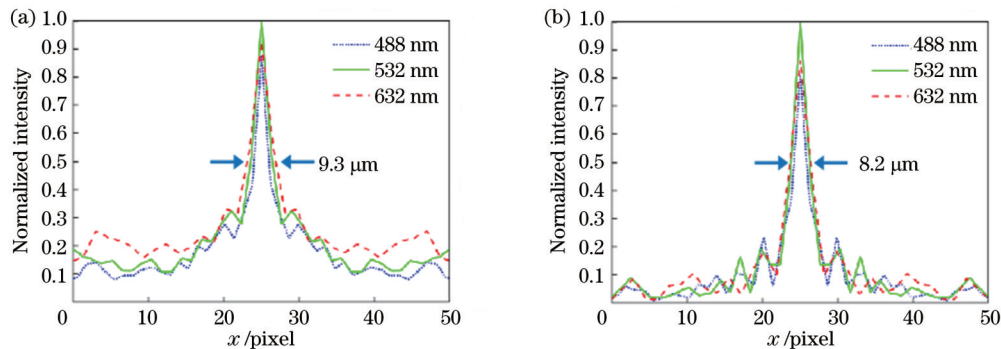 (a)
Normalized intensity
1.0
0.9
0.8
0.7
0.6
0.5
0.4
0.3
0.2
0.1
488 nm
532 nm
632 nm
9.3 μm
0 10 20 30 40 50
x /pixel
(b)
Normalized intensity
1.0
0.9
0.8
0.7
0.6
0.5
0.4
0.3
0.2
0.1
488 nm
532 nm
632 nm
8.2 μm
0 10 20 30 40 50
x /pixel